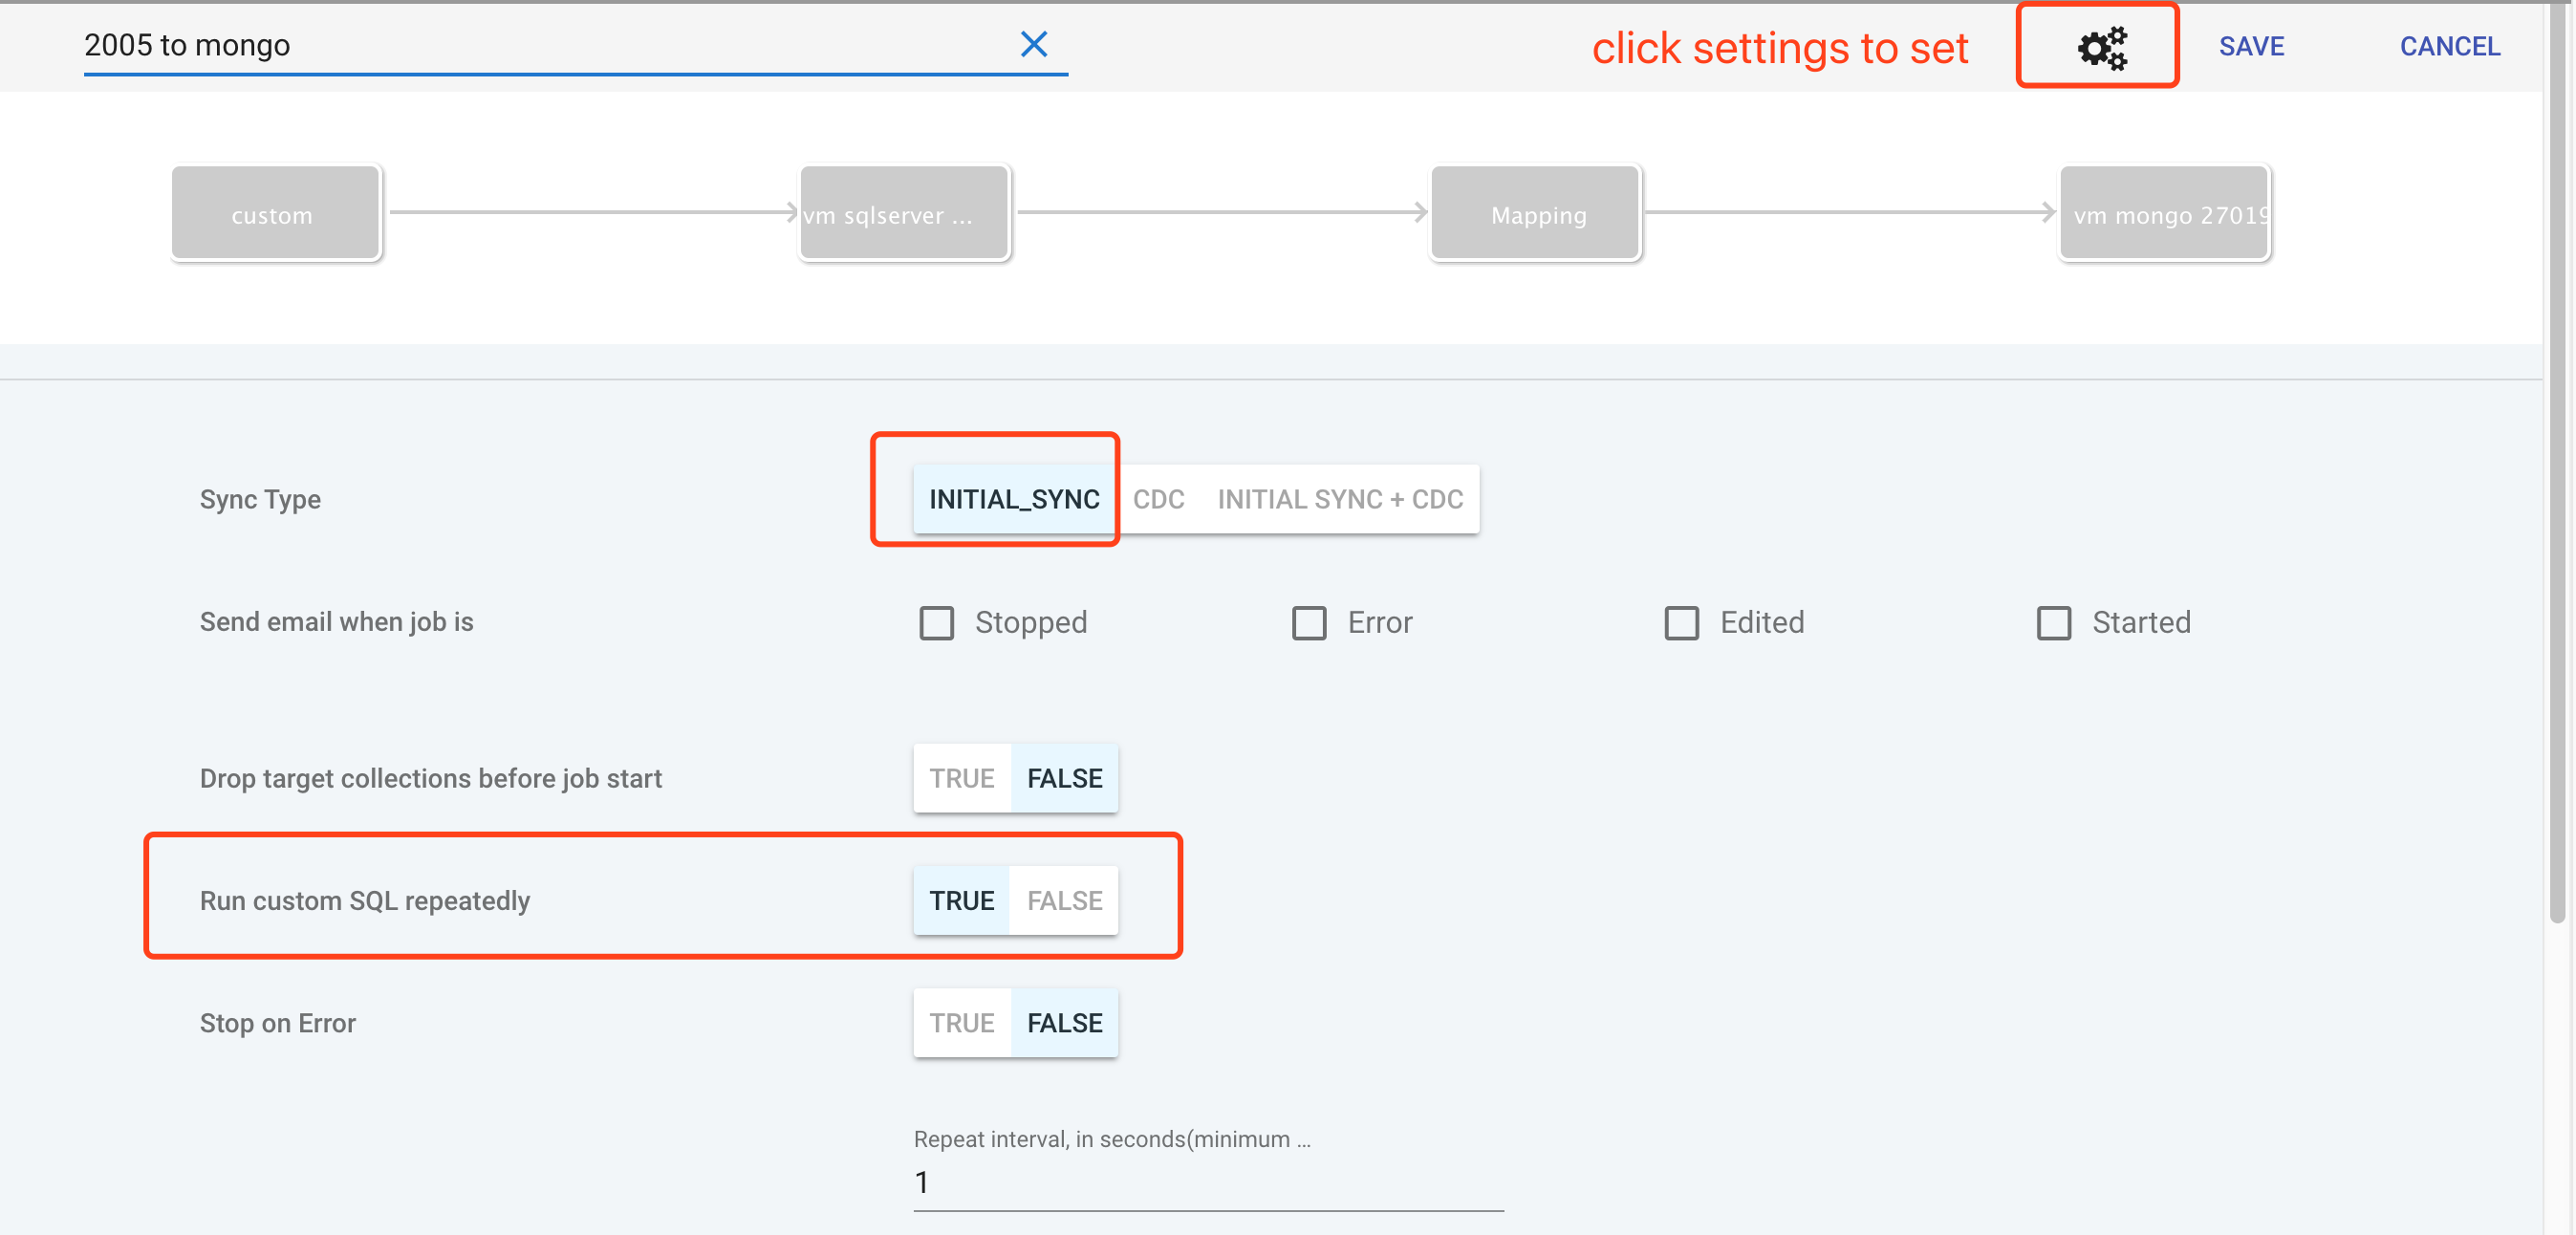 2005 to mongo
click settings to set
SAVE
CANCEL
custom
vm sqlserver ...
Mapping
vm mongo 27019
Sync Type
INITIAL_SYNC
CDC
INITIAL SYNC + CDC
Send email when job is
Stopped
Error
Edited
Started
Drop target collections before job start
TRUE
FALSE
Run custom SQL repeatedly
TRUE
FALSE
Stop on Error
TRUE
FALSE
Repeat interval, in seconds(minimum ...
1